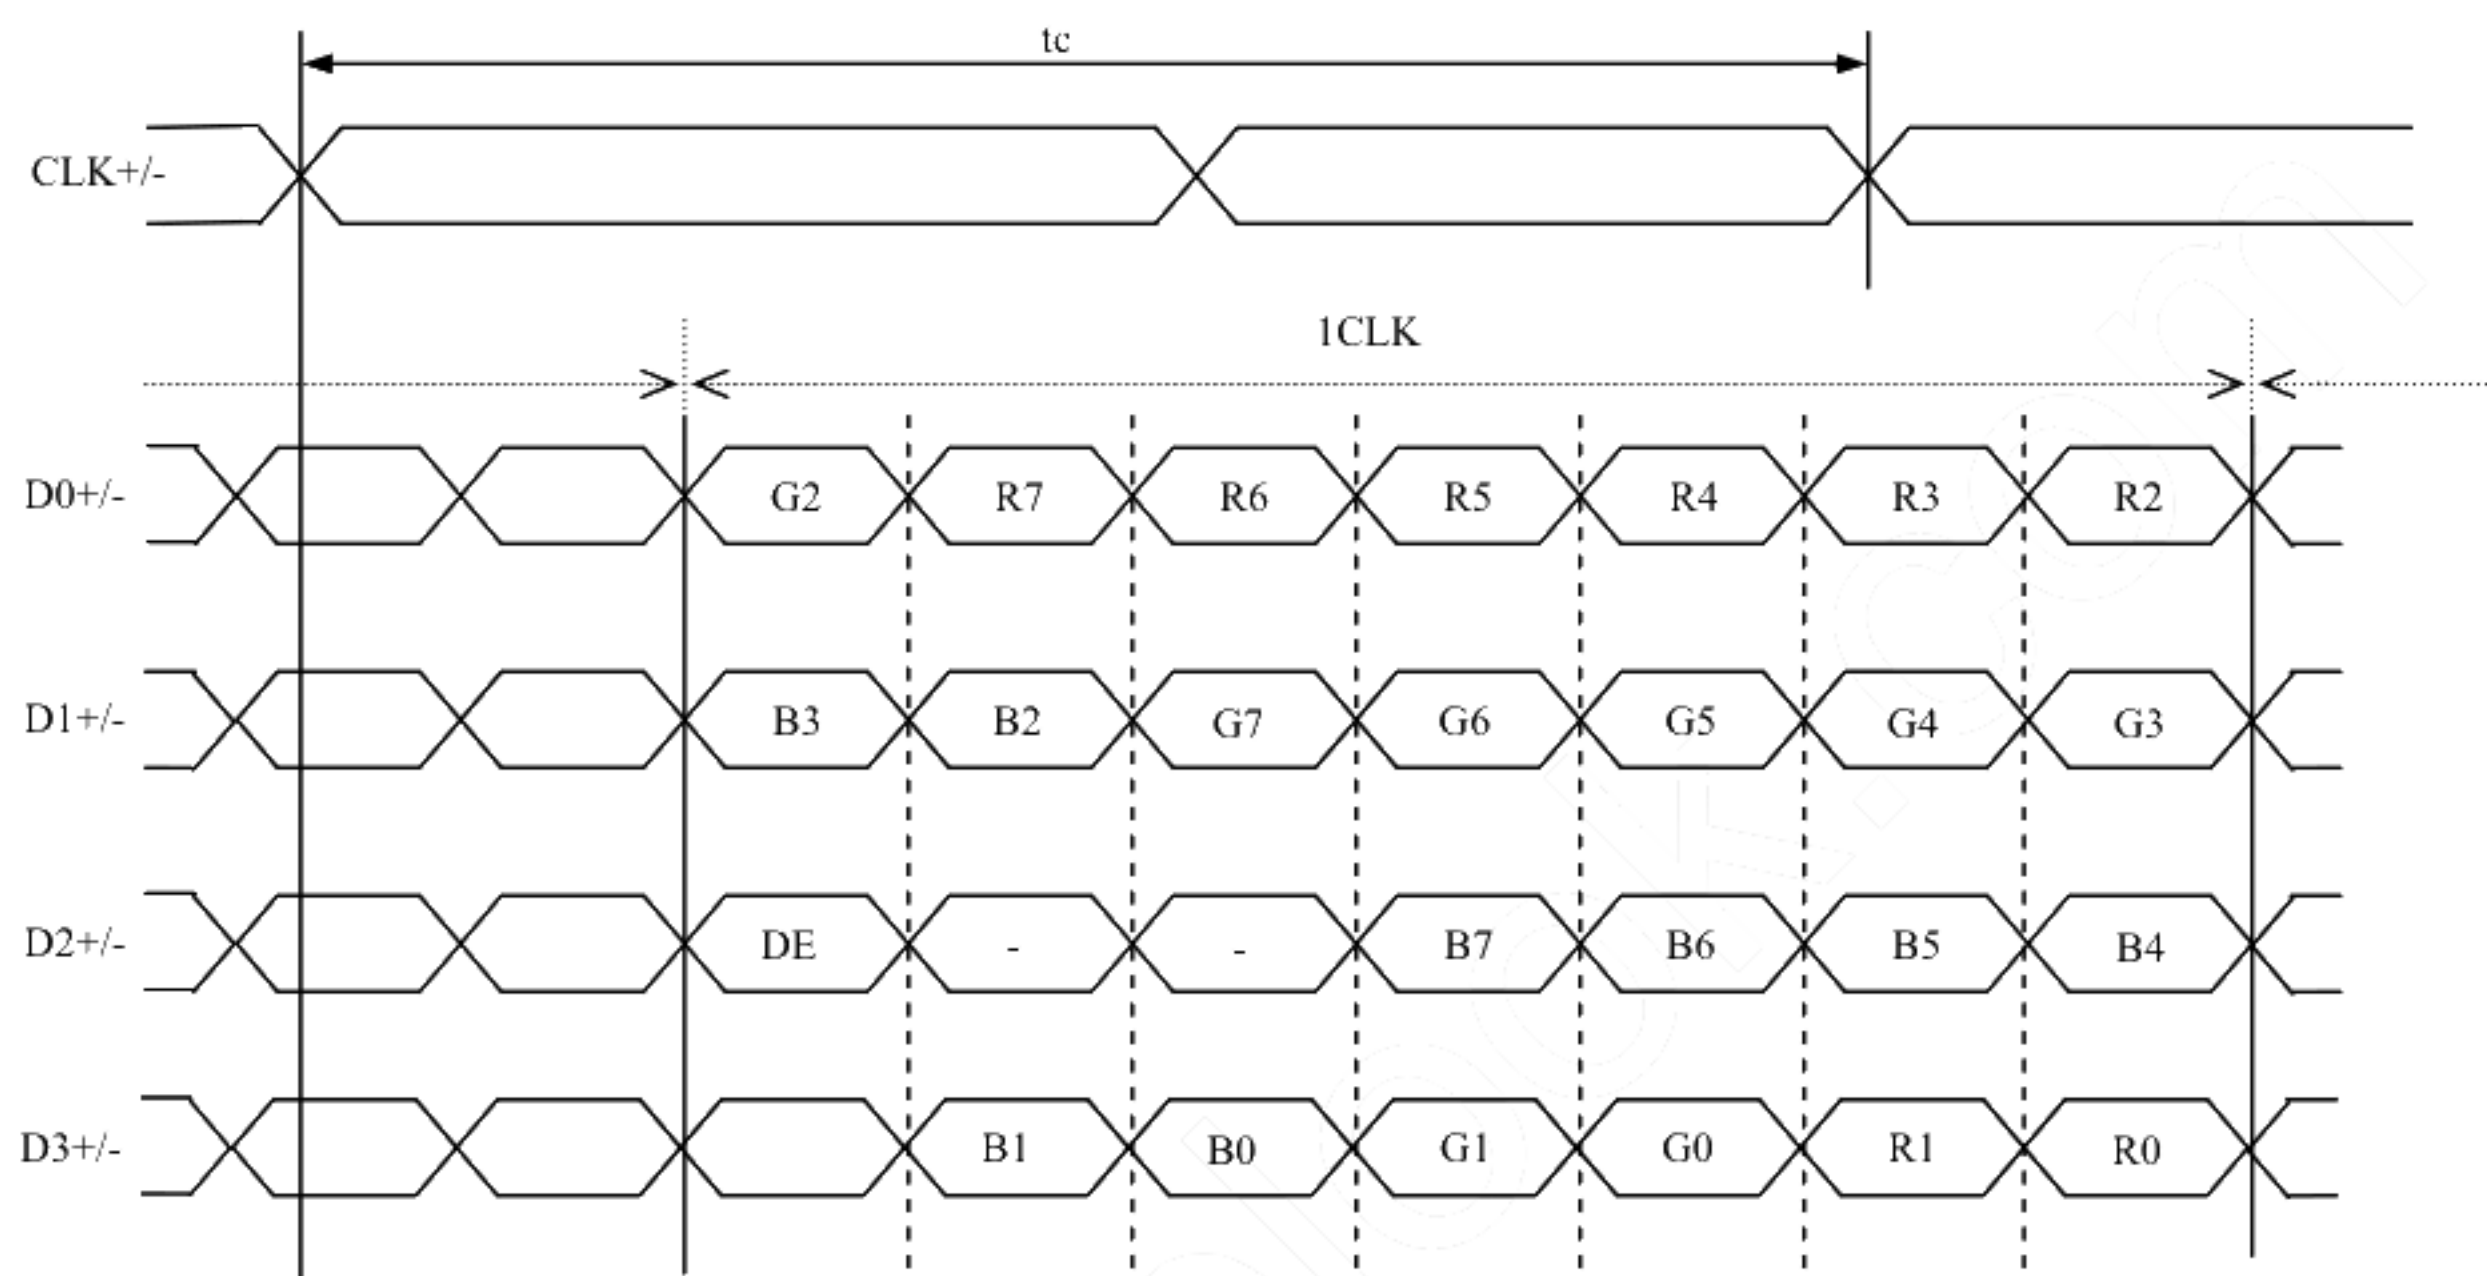 tc
CLK+/-
1CLK
D0+/- G2 R7 R6 R5 R4 R3 R2
D1+/- B3 B2 G7 G6 G5 G4 G3
D2+/- DE - - B7 B6 B5 B4
D3+/- B1 B0 G1 G0 R1 R0